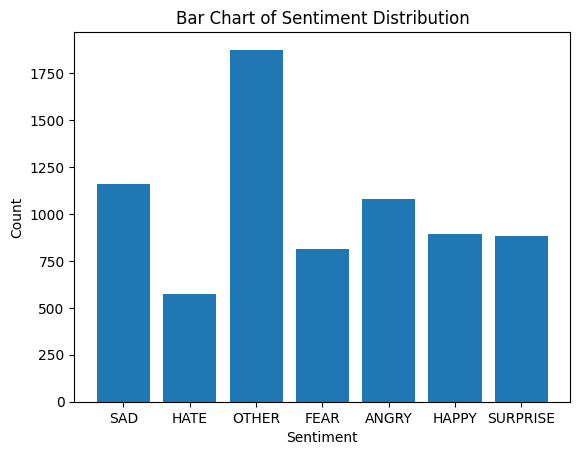 Bar Chart of Sentiment Distribution
Count
1750
1500
1250
1000
750
500
250
0
SAD HATE OTHER FEAR ANGRY HAPPY SURPRISE
Sentiment